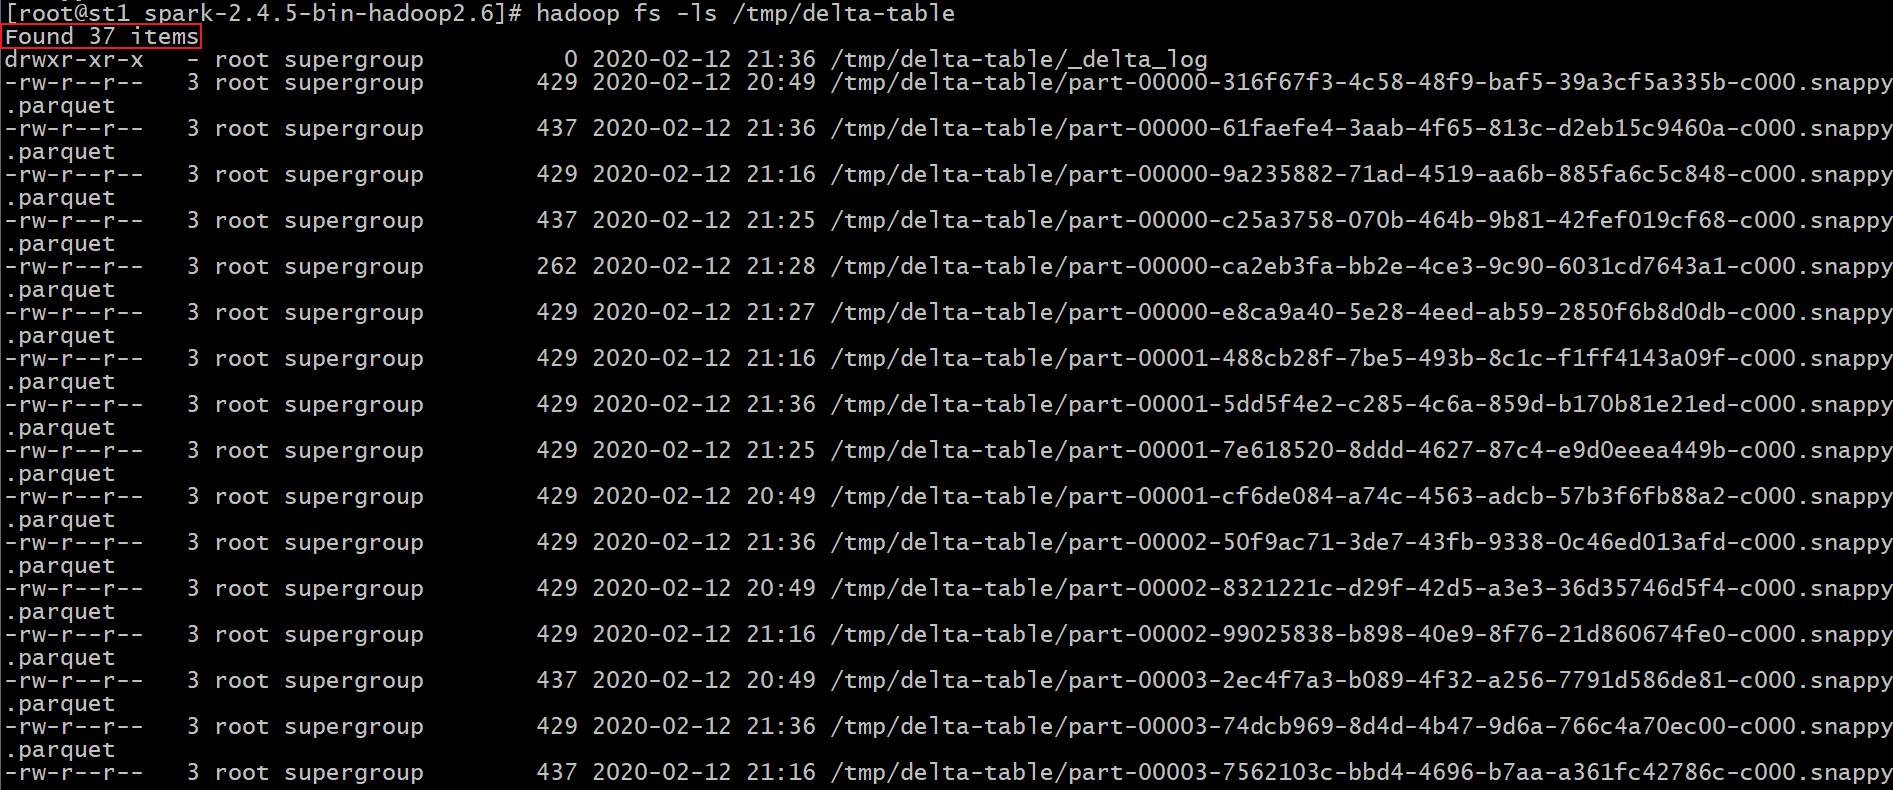 [root@st1 spark-2.4.5-bin-hadoop2.6]# hadoop fs -ls /tmp/delta-table
Found 37 items
drwxr-xr-x   - root supergroup          0 2020-02-12 21:36 /tmp/delta-table/_delta_log
-rw-r--r--   3 root supergroup        429 2020-02-12 20:49 /tmp/delta-table/part-00000-316f67f3-4c58-48f9-baf5-39a3cf5a335b-c000.snappy
.parquet
-rw-r--r--   3 root supergroup        437 2020-02-12 21:36 /tmp/delta-table/part-00000-61faefe4-3aab-4f65-813c-d2eb15c9460a-c000.snappy
.parquet
-rw-r--r--   3 root supergroup        429 2020-02-12 21:16 /tmp/delta-table/part-00000-9a235882-71ad-4519-aa6b-885fa6c5c848-c000.snappy
.parquet
-rw-r--r--   3 root supergroup        437 2020-02-12 21:25 /tmp/delta-table/part-00000-c25a3758-070b-464b-9b81-42fef019cf68-c000.snappy
.parquet
-rw-r--r--   3 root supergroup        262 2020-02-12 21:28 /tmp/delta-table/part-00000-ca2eb3fa-bb2e-4ce3-9c90-6031cd7643a1-c000.snappy
.parquet
-rw-r--r--   3 root supergroup        429 2020-02-12 21:27 /tmp/delta-table/part-00000-e8ca9a40-5e28-4eed-ab59-2850f6b8d0db-c000.snappy
.parquet
-rw-r--r--   3 root supergroup        429 2020-02-12 21:16 /tmp/delta-table/part-00001-488cb28f-7be5-493b-8c1c-f1ff4143a09f-c000.snappy
.parquet
-rw-r--r--   3 root supergroup        429 2020-02-12 21:36 /tmp/delta-table/part-00001-5dd5f4e2-c285-4c6a-859d-b170b81e21ed-c000.snappy
.parquet
-rw-r--r--   3 root supergroup        429 2020-02-12 21:25 /tmp/delta-table/part-00001-7e618520-8ddd-4627-87c4-e9d0eeea449b-c000.snappy
.parquet
-rw-r--r--   3 root supergroup        429 2020-02-12 20:49 /tmp/delta-table/part-00001-cf6de084-a74c-4563-adcb-57b3f6fb88a2-c000.snappy
.parquet
-rw-r--r--   3 root supergroup        429 2020-02-12 21:36 /tmp/delta-table/part-00002-50f9ac71-3de7-43fb-9338-0c46ed013afd-c000.snappy
.parquet
-rw-r--r--   3 root supergroup        429 2020-02-12 20:49 /tmp/delta-table/part-00002-8321221c-d29f-42d5-a3e3-36d35746d5f4-c000.snappy
.parquet
-rw-r--r--   3 root supergroup        429 2020-02-12 21:16 /tmp/delta-table/part-00002-99025838-b898-40e9-8f76-21d860674fe0-c000.snappy
.parquet
-rw-r--r--   3 root supergroup        437 2020-02-12 20:49 /tmp/delta-table/part-00003-2ec4f7a3-b089-4f32-a256-7791d586de81-c000.snappy
.parquet
-rw-r--r--   3 root supergroup        429 2020-02-12 21:36 /tmp/delta-table/part-00003-74dcb969-8d4d-4b47-9d6a-766c4a70ec00-c000.snappy
.parquet
-rw-r--r--   3 root supergroup        437 2020-02-12 21:16 /tmp/delta-table/part-00003-7562103c-bbd4-4696-b7aa-a361fc42786c-c000.snappy